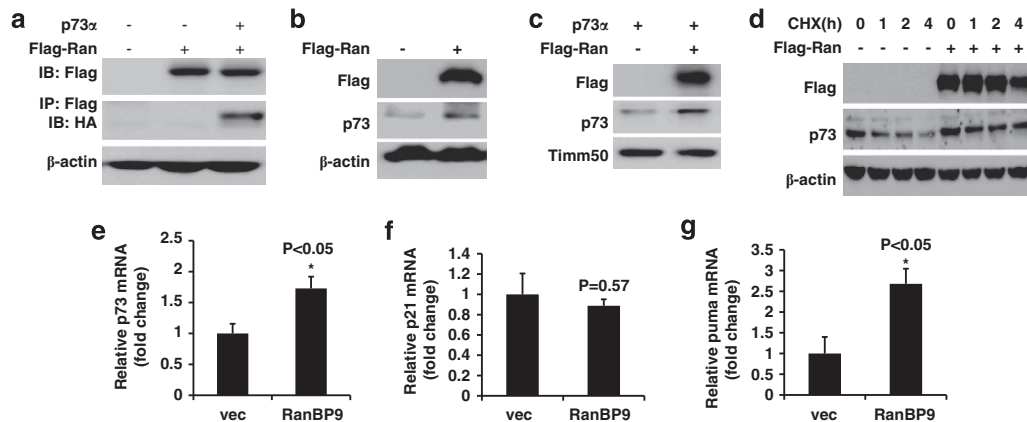 a
p73α - - +
Flag-Ran - + +
IB: Flag
IP: Flag
IB: HA
β-actin
b
Flag-Ran - +
Flag
p73
β-actin
c
p73α + +
Flag-Ran - +
Flag
p73
Timm50
d
CHX(h) 0 1 2 4 0 1 2 4
Flag-Ran - - - - + + + +
Flag
p73
β-actin
e
Relative p73 mRNA
(fold change)
2.5
2
1.5
1
0.5
0
P<0.05
*
vec RanBP9
f
Relative p21 mRNA
(fold change)
1.4
1.2
1
0.8
0.6
0.4
0.2
0
P=0.57
vec RanBP9
g
Relative puma mRNA
(fold change)
3.5
3
2.5
2
1.5
1
0.5
0
P<0.05
*
vec RanBP9